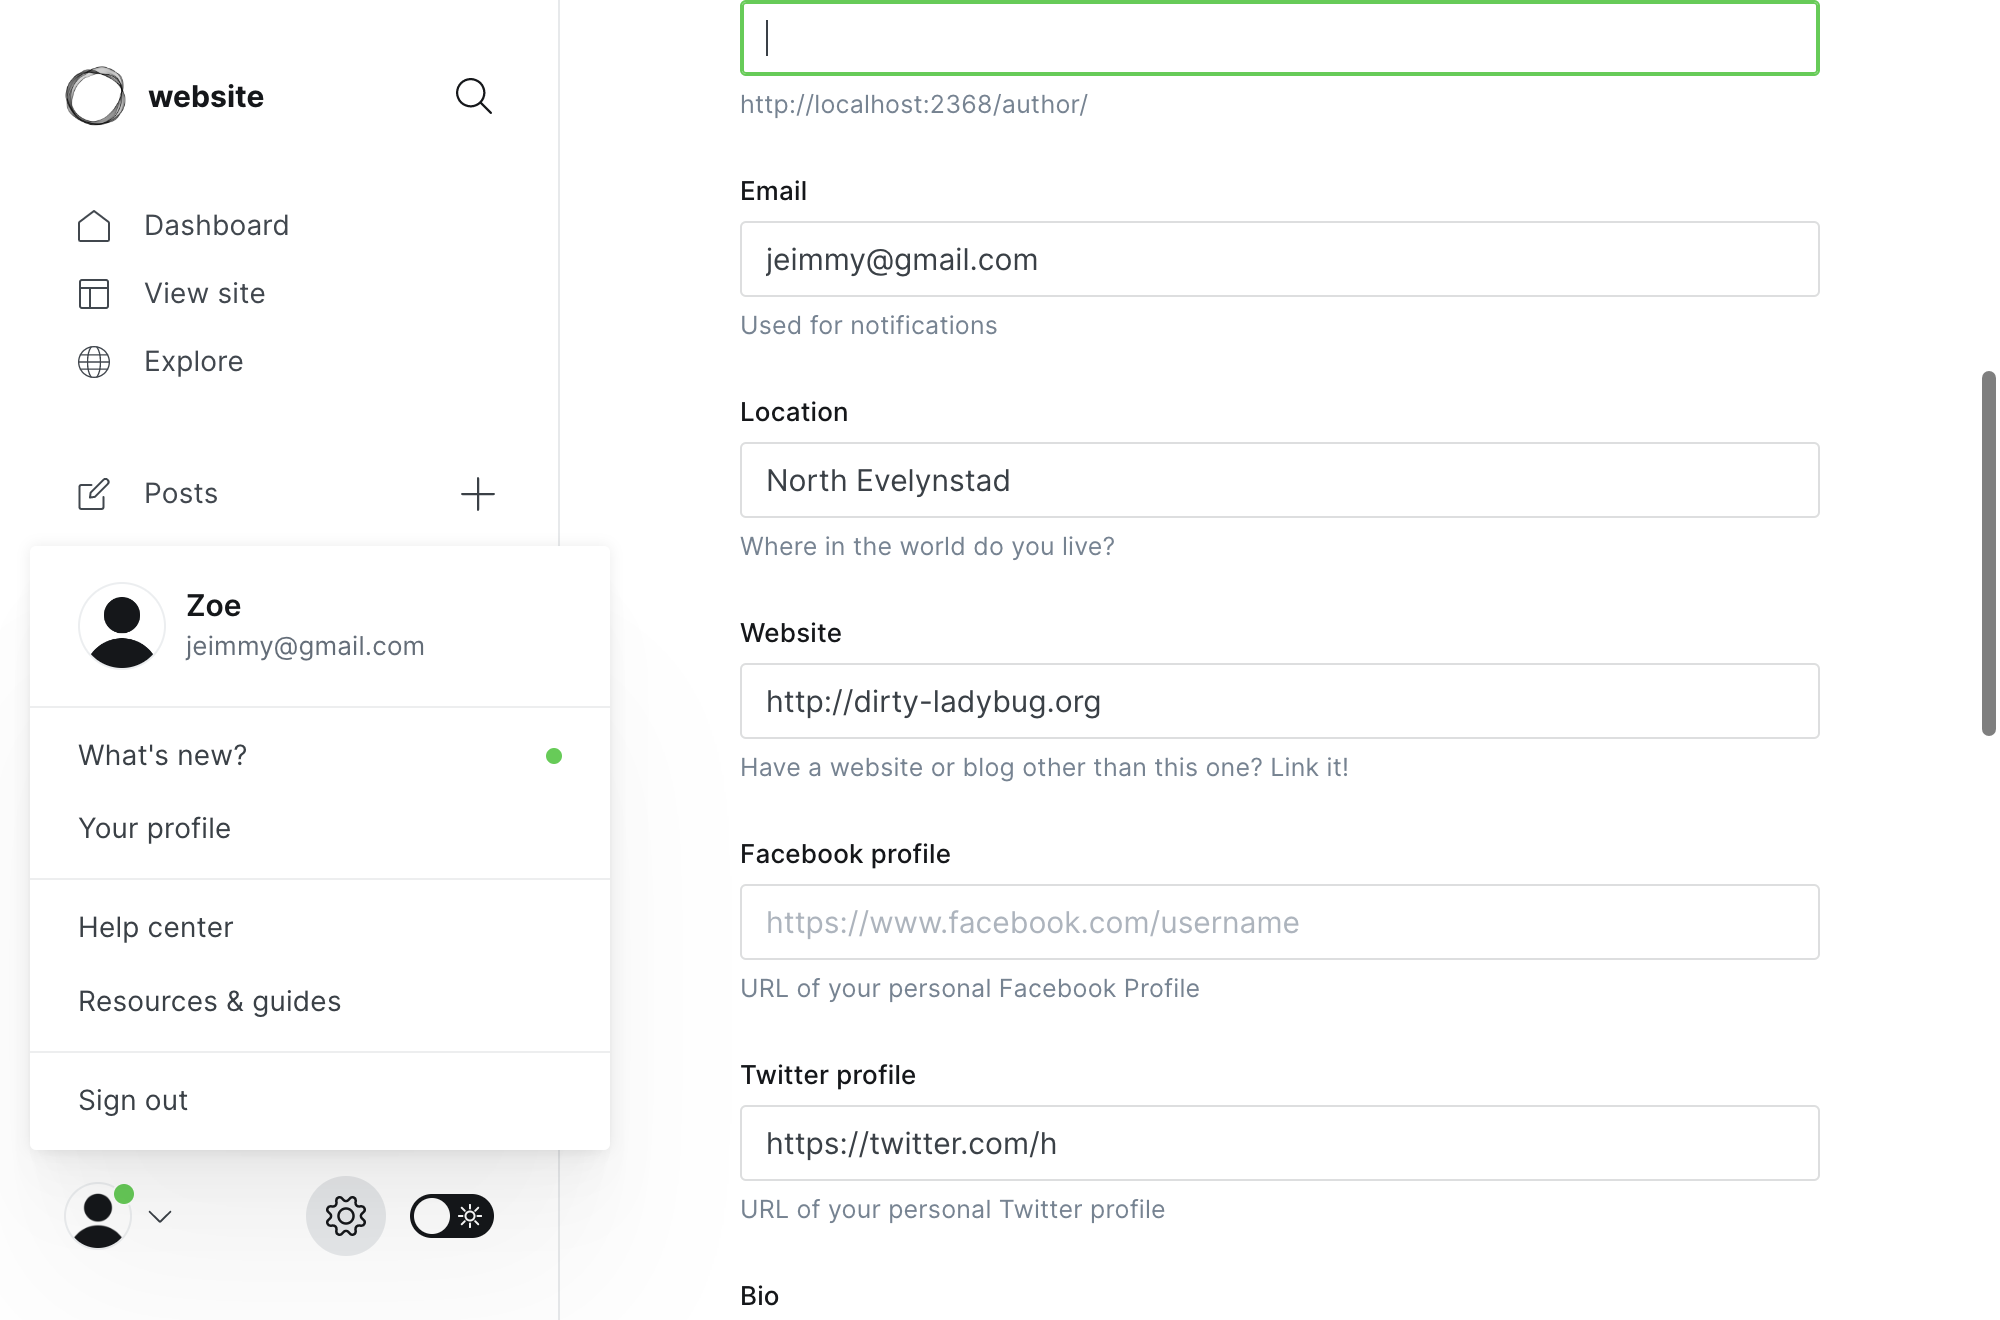 website
Dashboard
View site
Explore
Posts
Zoe
jeimmy@gmail.com
What's new?
Your profile
Help center
Resources & guides
Sign out
http://localhost:2368/author/
Email
jeimmy@gmail.com
Used for notifications
Location
North Evelynstad
Where in the world do you live?
Website
http://dirty-ladybug.org
Have a website or blog other than this one? Link it!
Facebook profile
https://www.facebook.com/username
URL of your personal Facebook Profile
Twitter profile
https://twitter.com/h
URL of your personal Twitter profile
Bio